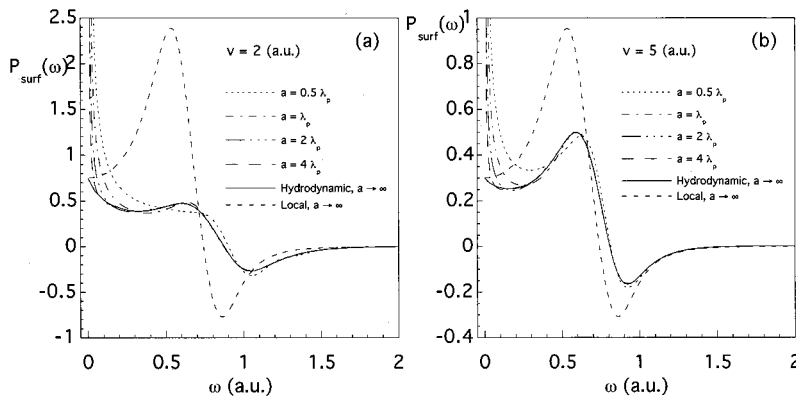 2.5
P_surf(ω)
2
1.5
1
0.5
0
-0.5
-1
v = 2 (a.u.)
(a)
a = 0.5 λ_p
a = λ_p
a = 2 λ_p
a = 4 λ_p
Hydrodynamic, a → ∞
Local, a → ∞
0 0.5 1 1.5 2
ω (a.u.)
1
P_surf(ω)
0.8
0.6
0.4
0.2
0
-0.2
-0.4
v = 5 (a.u.)
(b)
a = 0.5 λ_p
a = λ_p
a = 2 λ_p
a = 4 λ_p
Hydrodynamic, a → ∞
Local, a → ∞
0 0.5 1 1.5 2
ω (a.u.)